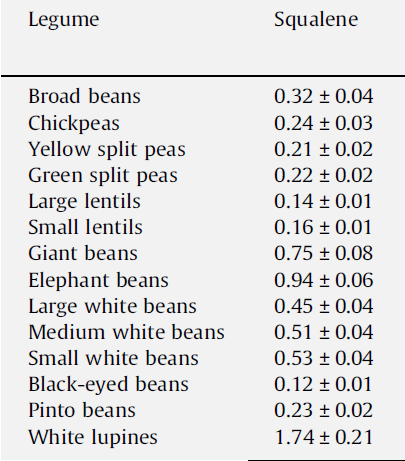 Legume Squalene
Broad beans 0.32 ± 0.04
Chickpeas 0.24 ± 0.03
Yellow split peas 0.21 ± 0.02
Green split peas 0.22 ± 0.02
Large lentils 0.14 ± 0.01
Small lentils 0.16 ± 0.01
Giant beans 0.75 ± 0.08
Elephant beans 0.94 ± 0.06
Large white beans 0.45 ± 0.04
Medium white beans 0.51 ± 0.04
Small white beans 0.53 ± 0.04
Black-eyed beans 0.12 ± 0.01
Pinto beans 0.23 ± 0.02
White lupines 1.74 ± 0.21